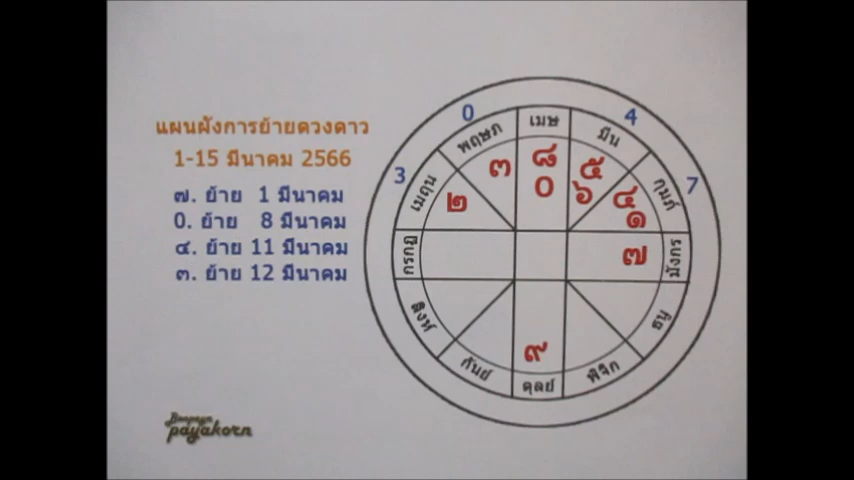 แผนผังการย้ายดวงดาว
1-15 มีนาคม 2566
๗. ย้าย 1 มีนาคม
0. ย้าย 8 มีนาคม
๔. ย้าย 11 มีนาคม
๓. ย้าย 12 มีนาคม
0
4
3
7
เมษ
พฤษภ
มีน
เมถุน
กุมภ์
กรกฎ
มังกร
สิงห์
ธนู
กันย์
พิจิก
ตุลย์
๘
๐
๓
๕
๖
๒
๔
๑
๗
๙
Boonpayu
payakorn